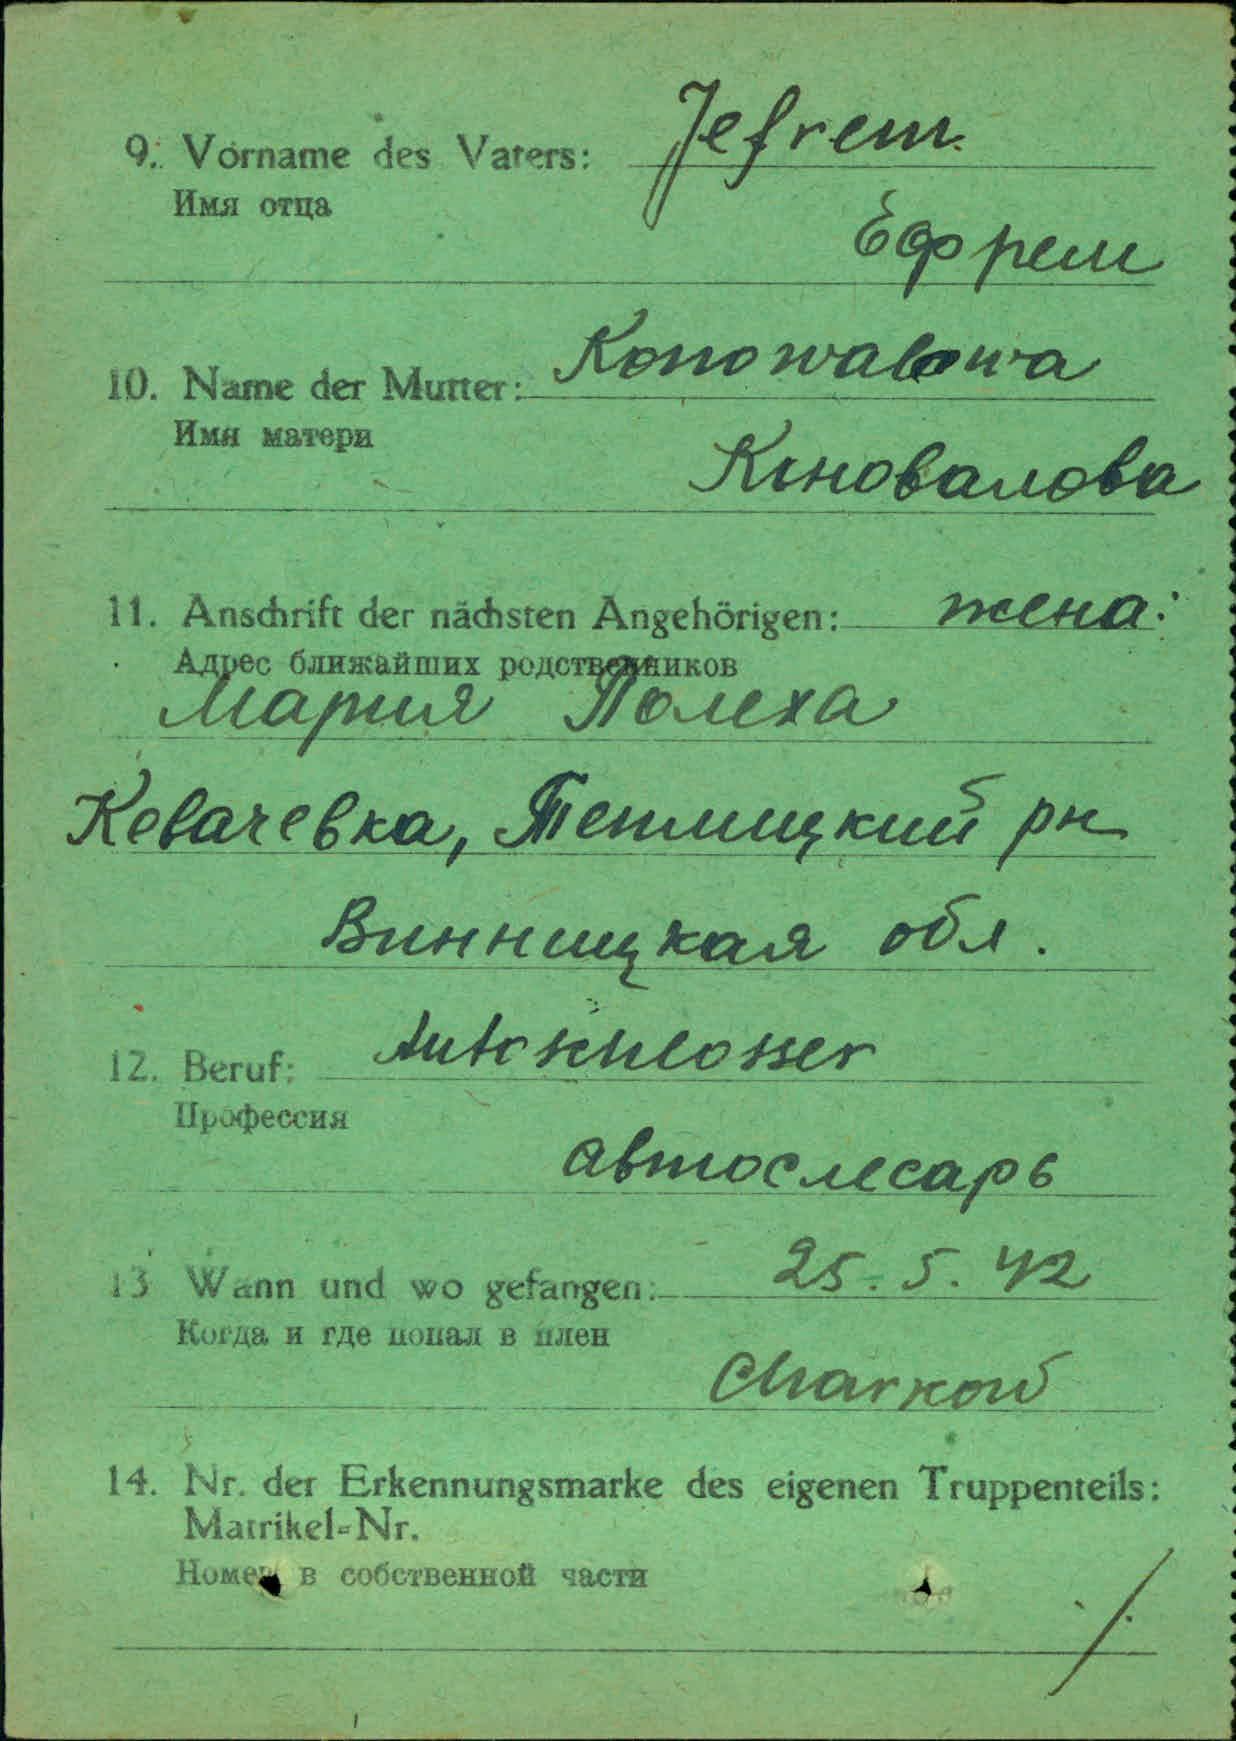 9. Vorname des Vaters: Jefrem
Имя отца
Ефрем
10. Name der Mutter: Konowalowa
Имя матери
Коновалова
11. Anschrift der nächsten Angehörigen: жена:
Адрес ближайших родственников
Мария Полеха
Кевачевка, Теплицкий рн
Винницкая обл.
12. Beruf: Autoschlosser
Профессия
автослесарь
13 Wann und wo gefangen: 25. 5. 42
Когда и где попал в плен
Charkow
14. Nr. der Erkennungsmarke des eigenen Truppenteils:
Matrikel-Nr.
Номер в собственной части
./.